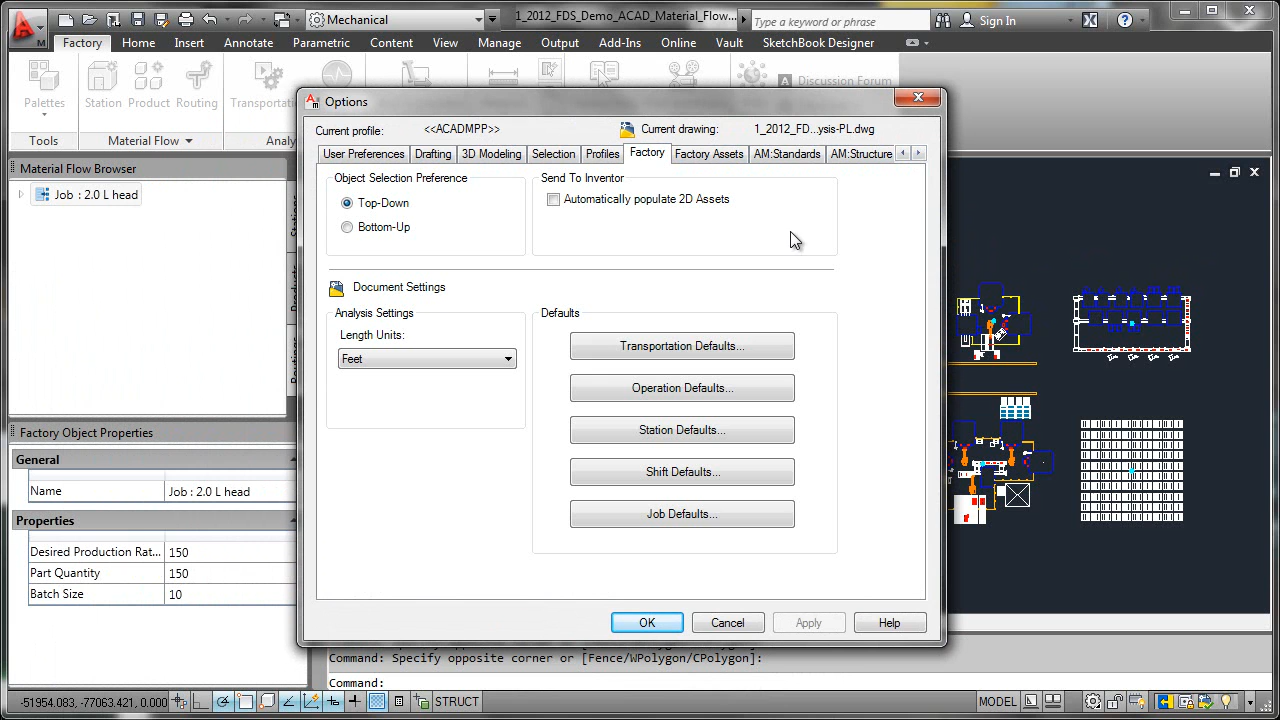 Mechanical
1_2012_FDS_Demo_ACAD_Material_Flow...
Type a keyword or phrase
Sign In
Factory Home Insert Annotate Parametric Content View Manage Output Add-Ins Online Vault SketchBook Designer
Palettes Station Product Routing Transportati
Discussion Forum
Tools Material Flow Analy
Material Flow Browser
Job : 2.0 L head
Options
Current profile: <<ACADMPP>> Current drawing: 1_2012_FD...ysis-PL.dwg
User Preferences Drafting 3D Modeling Selection Profiles Factory Factory Assets AM:Standards AM:Structure
Object Selection Preference
Top-Down
Bottom-Up
Send To Inventor
Automatically populate 2D Assets
Document Settings
Analysis Settings
Length Units:
Feet
Defaults
Transportation Defaults...
Operation Defaults...
Station Defaults...
Shift Defaults...
Job Defaults...
OK Cancel Apply Help
Factory Object Properties
General
Name Job : 2.0 L head
Properties
Desired Production Rat... 150
Part Quantity 150
Batch Size 10
Command: Specify opposite corner or [Fence/WPolygon/CPolygon]:
Command:
-51954.083, -77063.421, 0.000
STRUCT
MODEL